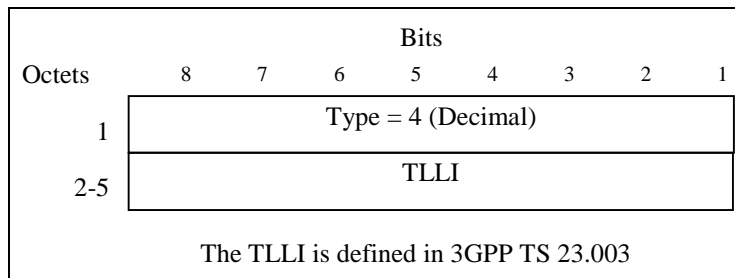 Bits
Octets 8 7 6 5 4 3 2 1
1 Type = 4 (Decimal)
2-5 TLLI
The TLLI is defined in 3GPP TS 23.003